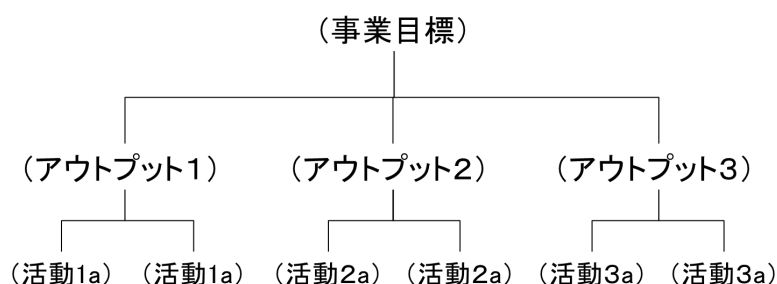 （事業目標）
（アウトプット１） （アウトプット２） （アウトプット３）
（活動1a） （活動1a） （活動2a） （活動2a） （活動3a） （活動3a）